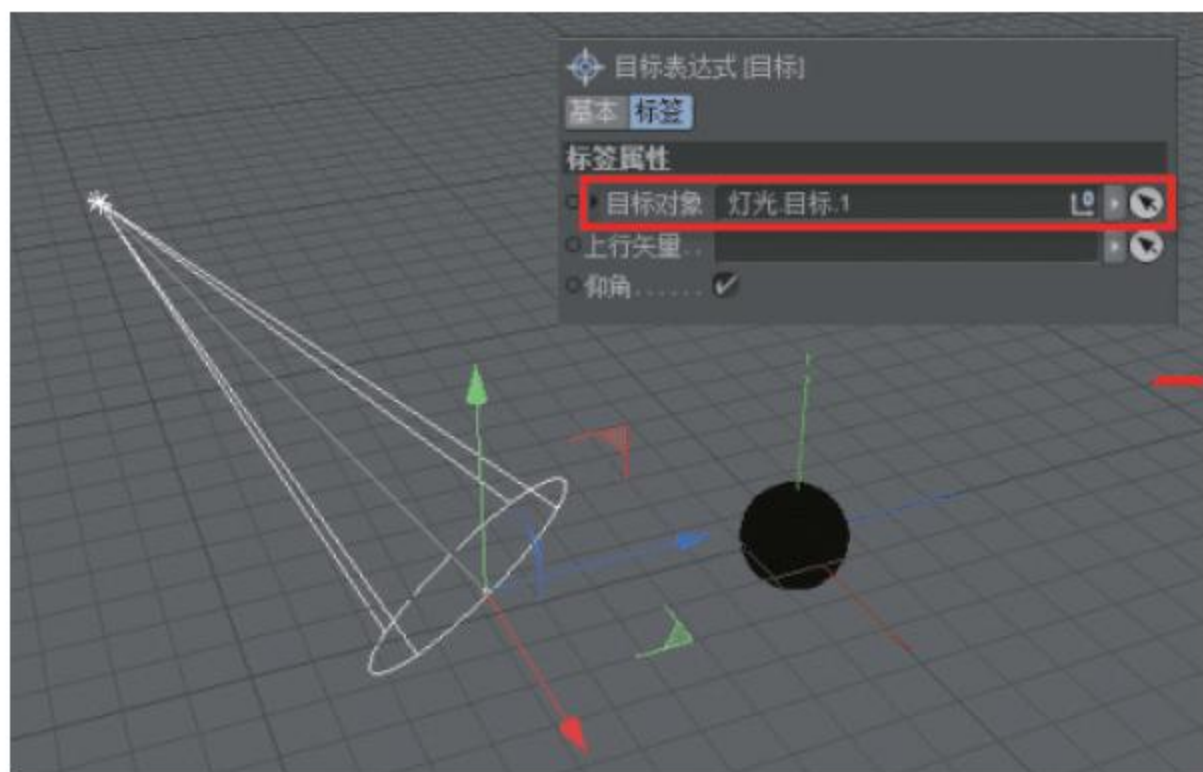 目标表达式 [目标]
基本 标签
标签属性
目标对象 灯光.目标.1
上行矢量..
仰角......